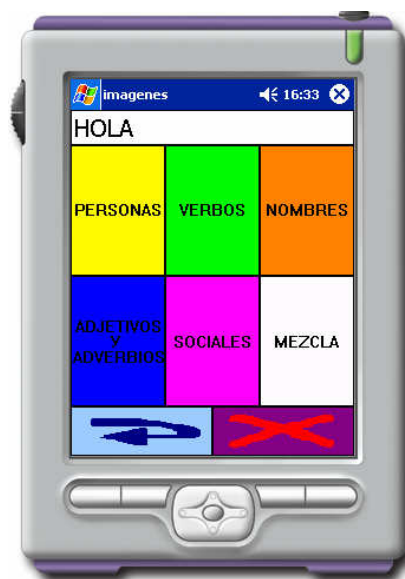 imagenes 16:33
HOLA
PERSONAS VERBOS NOMBRES
ADJETIVOS
y
ADVERBIOS
SOCIALES MEZCLA